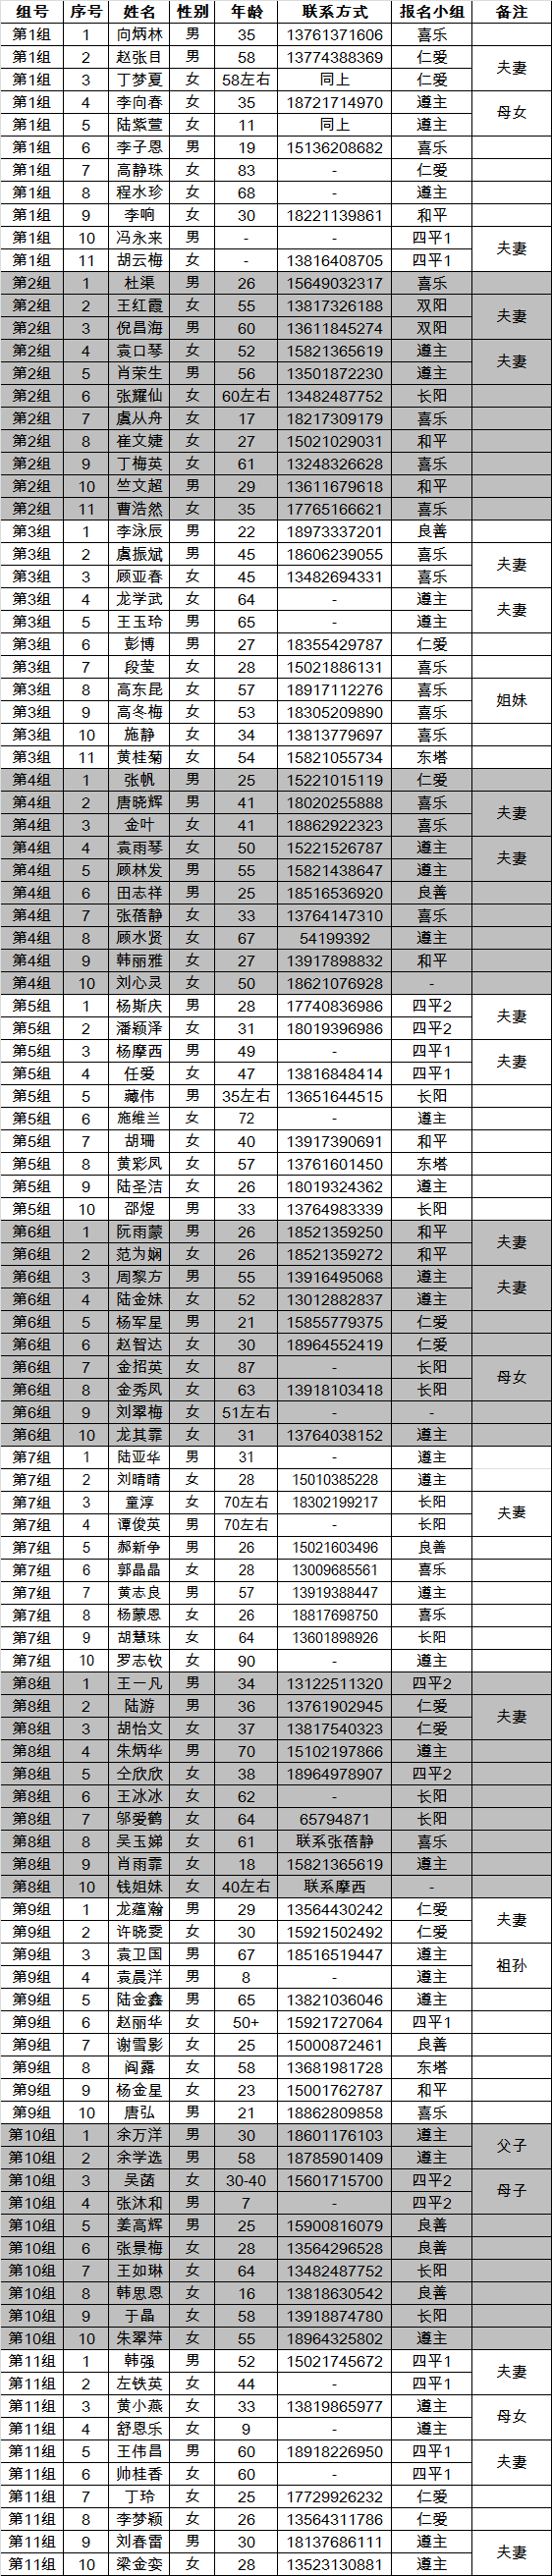 组号 序号 姓名 性别 年龄 联系方式 报名小组 备注
第1组 1 向炳林 男 35 13761371606 喜乐
第1组 2 赵张目 男 58 13774388369 仁爱 夫妻
第1组 3 丁梦夏 女 58左右 同上 仁爱
第1组 4 李向春 女 35 18721714970 遵主 母女
第1组 5 陆紫萱 女 11 同上 遵主
第1组 6 李子恩 男 19 15136208682 喜乐
第1组 7 高静珠 女 83 - 仁爱
第1组 8 程水珍 女 68 - 遵主
第1组 9 李响 女 30 18221139861 和平
第1组 10 冯永来 男 - - 四平1 夫妻
第1组 11 胡云梅 女 - 13816408705 四平1
第2组 1 杜渠 男 26 15649032317 喜乐
第2组 2 王红霞 女 55 13817326188 双阳 夫妻
第2组 3 倪昌海 男 60 13611845274 双阳
第2组 4 袁口琴 女 52 15821365619 遵主 夫妻
第2组 5 肖荣生 男 56 13501872230 遵主
第2组 6 张耀仙 女 60左右 13482487752 长阳
第2组 7 虞从舟 女 17 18217309179 喜乐
第2组 8 崔文婕 女 27 15021029031 和平
第2组 9 丁梅英 女 61 13248326628 喜乐
第2组 10 竺文超 男 29 13611679618 和平
第2组 11 曹浩然 女 35 17765166621 喜乐
第3组 1 李泳辰 男 22 18973337201 良善
第3组 2 虞振斌 男 45 18606239055 喜乐 夫妻
第3组 3 顾亚春 女 45 13482694331 喜乐
第3组 4 龙学武 女 64 - 遵主 夫妻
第3组 5 王玉玲 男 65 - 遵主
第3组 6 彭博 男 27 18355429787 仁爱
第3组 7 段莹 女 28 15021886131 喜乐
第3组 8 高东昆 女 57 18917112276 喜乐 姐妹
第3组 9 高冬梅 女 53 18305209890 喜乐
第3组 10 施静 女 34 13813779697 喜乐
第3组 11 黄桂菊 女 54 15821055734 东塔
第4组 1 张帆 男 25 15221015119 仁爱
第4组 2 唐晓辉 男 41 18020255888 喜乐 夫妻
第4组 3 金叶 女 41 18862922323 喜乐
第4组 4 袁雨琴 女 50 15221526787 遵主 夫妻
第4组 5 顾林发 男 55 15821438647 遵主
第4组 6 田志祥 男 25 18516536920 良善
第4组 7 张蓓静 女 33 13764147310 喜乐
第4组 8 顾水贤 女 67 54199392 遵主
第4组 9 韩丽雅 女 27 13917898832 和平
第4组 10 刘心灵 女 50 18621076928 -
第5组 1 杨斯庆 男 28 17740836986 四平2 夫妻
第5组 2 潘颖泽 女 31 18019396986 四平2
第5组 3 杨摩西 男 49 - 四平1 夫妻
第5组 4 任爱 女 47 13816848414 四平1
第5组 5 藏伟 男 35左右 13651644515 长阳
第5组 6 施维兰 女 72 - 遵主
第5组 7 胡珊 女 40 13917390691 和平
第5组 8 黄彩凤 女 57 13761601450 东塔
第5组 9 陆圣洁 女 26 18019324362 遵主
第5组 10 邵煜 男 33 13764983339 长阳
第6组 1 阮雨蒙 男 26 18521359250 和平 夫妻
第6组 2 范为娴 女 26 18521359272 和平
第6组 3 周黎方 男 55 13916495068 遵主 夫妻
第6组 4 陆金妹 女 52 13012882837 遵主
第6组 5 杨军星 男 21 15855779375 仁爱
第6组 6 赵智达 女 30 18964552419 仁爱
第6组 7 金招英 女 87 - 长阳 母女
第6组 8 金秀凤 女 63 13918103418 长阳
第6组 9 刘翠梅 女 51左右 - -
第6组 10 龙其霏 女 31 13764038152 遵主
第7组 1 陆亚华 男 31 - 遵主
第7组 2 刘晴晴 女 28 15010385228 遵主
第7组 3 童淳 女 70左右 18302199217 长阳 夫妻
第7组 4 谭俊英 男 70左右 - 长阳
第7组 5 郝新争 男 26 15021603496 良善
第7组 6 郭晶晶 女 28 13009685561 喜乐
第7组 7 黄志良 男 57 13919388447 遵主
第7组 8 杨蒙恩 女 26 18817698750 喜乐
第7组 9 胡慧珠 女 64 13601898926 长阳
第7组 10 罗志钦 女 90 - 遵主
第8组 1 王一凡 男 34 13122511320 四平2
第8组 2 陆游 男 36 13761902945 仁爱 夫妻
第8组 3 胡怡文 女 37 13817540323 仁爱
第8组 4 朱炳华 男 70 15102197866 遵主
第8组 5 仝欣欣 女 38 18964978907 四平2
第8组 6 王冰冰 女 62 - 长阳
第8组 7 邬爱鹤 女 64 65794871 长阳
第8组 8 吴玉娣 女 61 联系张蓓静 喜乐
第8组 9 肖雨霏 女 18 15821365619 遵主
第8组 10 钱姐妹 女 40左右 联系摩西 -
第9组 1 龙蕴瀚 男 29 13564430242 仁爱 夫妻
第9组 2 许晓雯 女 30 15921502492 仁爱
第9组 3 袁卫国 男 67 18516519447 遵主 祖孙
第9组 4 袁晨洋 男 8 - 遵主
第9组 5 陆金鑫 男 65 13821036046 遵主
第9组 6 赵丽华 女 50+ 15921727064 四平1
第9组 7 谢雪影 女 25 15000872461 良善
第9组 8 阎露 女 58 13681981728 东塔
第9组 9 杨金星 女 23 15001762787 和平
第9组 10 唐弘 男 21 18862809858 喜乐
第10组 1 余万洋 男 30 18601176103 遵主 父子
第10组 2 余学选 男 58 18785901409 遵主
第10组 3 吴菡 女 30-40 15601715700 四平2 母子
第10组 4 张沐和 男 7 - 四平2
第10组 5 姜高辉 男 25 15900816079 良善
第10组 6 张景梅 女 28 13564296528 良善
第10组 7 王如琳 女 64 13482487752 长阳
第10组 8 韩思恩 女 16 13818630542 良善
第10组 9 于晶 女 58 13918874780 长阳
第10组 10 朱翠萍 女 55 18964325802 遵主
第11组 1 韩强 男 52 15021745672 四平1 夫妻
第11组 2 左铁英 女 44 - 四平1
第11组 3 黄小燕 女 33 13819865977 遵主 母女
第11组 4 舒恩乐 女 9 - 遵主
第11组 5 王伟昌 男 60 18918226950 四平1 夫妻
第11组 6 帅桂香 女 60 - 四平1
第11组 7 丁玲 女 25 17729926232 仁爱
第11组 8 李梦颖 女 26 13564311786 仁爱
第11组 9 刘春雷 男 30 18137686111 遵主 夫妻
第11组 10 梁金娈 女 28 13523130881 遵主